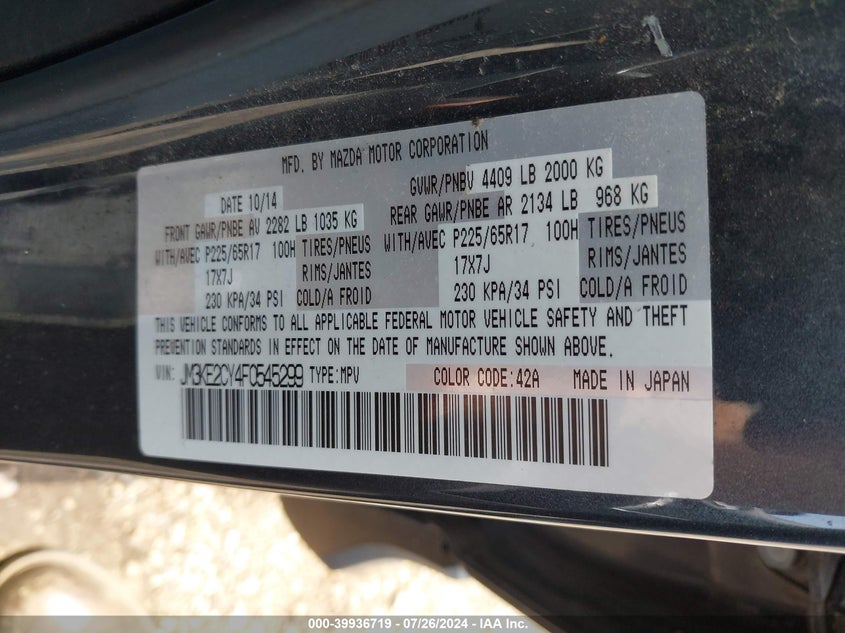 MFD. BY MAZDA MOTOR CORPORATION
DATE 10/14 GVWR/PNBV 4409 LB 2000 KG
FRONT GAWR/PNBE AV 2282 LB 1035 KG REAR GAWR/PNBE AR 2134 LB 968 KG
WITH/AVEC P225/65R17 100H TIRES/PNEUS WITH/AVEC P225/65R17 100H TIRES/PNEUS
17X7J RIMS/JANTES 17X7J RIMS/JANTES
230 KPA/34 PSI COLD/A FROID 230 KPA/34 PSI COLD/A FROID
THIS VEHICLE CONFORMS TO ALL APPLICABLE FEDERAL MOTOR VEHICLE SAFETY AND THEFT
PREVENTION STANDARDS IN EFFECT ON THE DATE OF MANUFACTURE SHOWN ABOVE.
VIN: JM3KE2CY4F0545299 TYPE:MPV COLOR CODE:42A MADE IN JAPAN
000-39936719 / 07/26/2024 / IAA Inc.